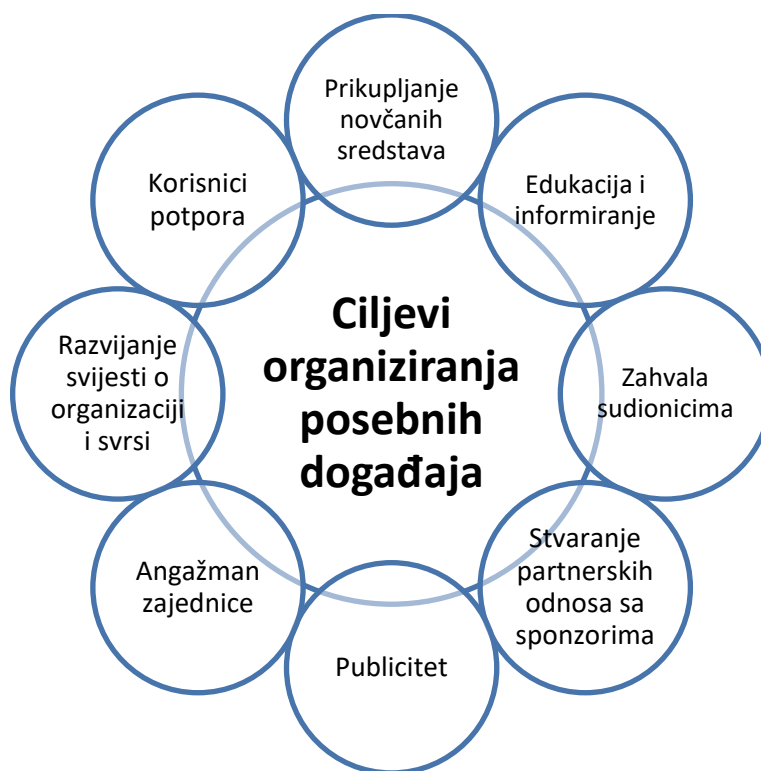 Prikupljanje
novčanih
sredstava
Edukacija i
informiranje
Zahvala
sudionicima
Stvaranje
partnerskih
odnosa sa
sponzorima
Publicitet
Angažman
zajednice
Razvijanje
svijesti o
organizaciji
i svrsi
Korisnici
potpora
Ciljevi
organiziranja
posebnih
događaja